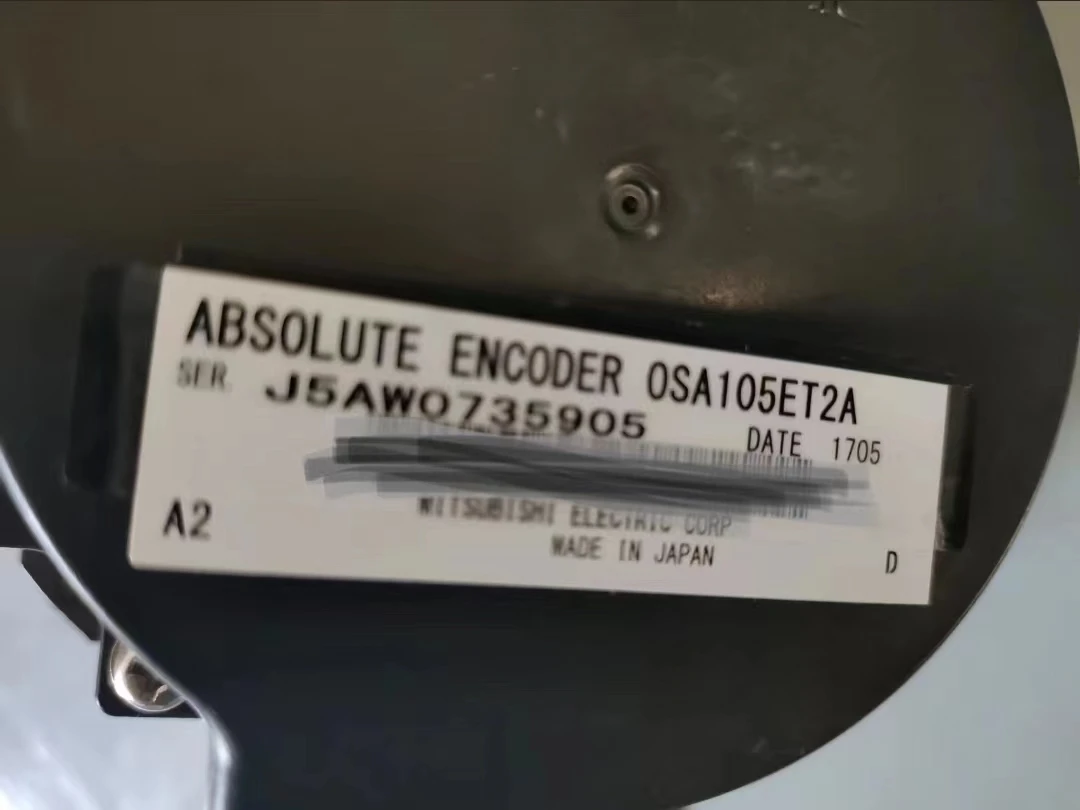 ABSOLUTE ENCODER OSA105ET2A
SER. J5AW0735905
DATE 1705
MITSUBISHI ELECTRIC CORP
A2
MADE IN JAPAN
D